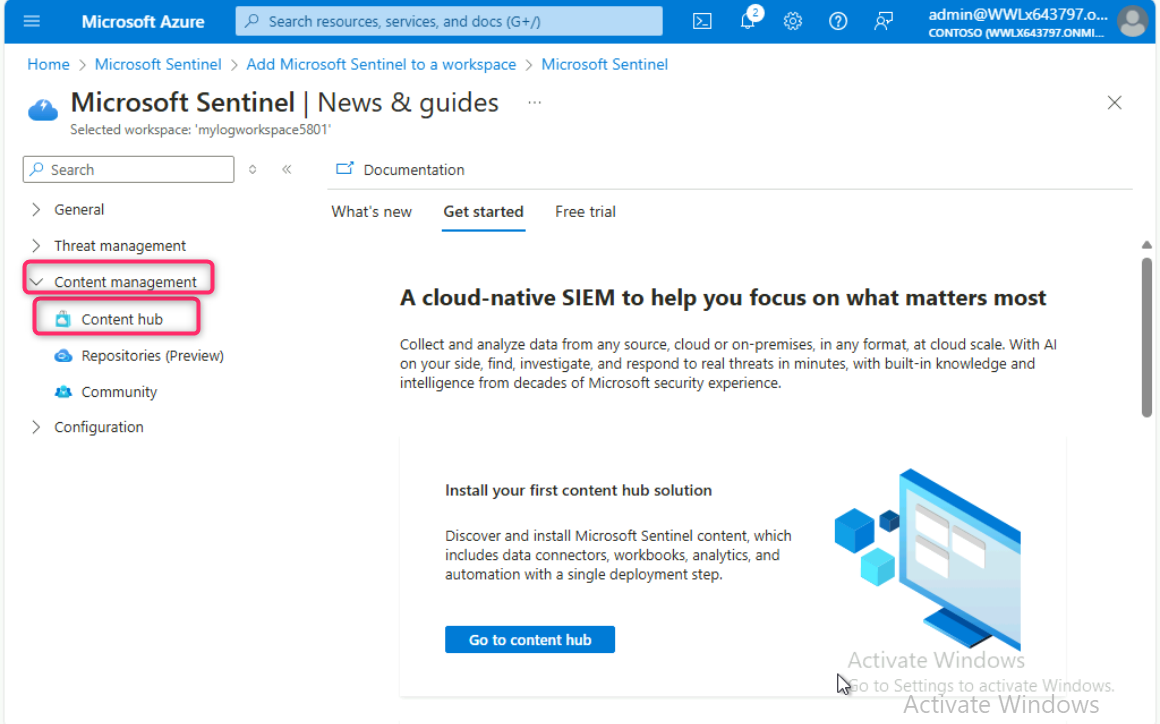 Microsoft Azure
Search resources, services, and docs (G+/)
2
admin@WWLx643797.o...
CONTOSO (WWLX643797.ONMI...
Home > Microsoft Sentinel > Add Microsoft Sentinel to a workspace > Microsoft Sentinel
Microsoft Sentinel | News & guides ...
Selected workspace: 'mylogworkspace5801'
Search
Documentation
General
Threat management
Content management
Content hub
Repositories (Preview)
Community
Configuration
What's new
Get started
Free trial
A cloud-native SIEM to help you focus on what matters most
Collect and analyze data from any source, cloud or on-premises, in any format, at cloud scale. With AI
on your side, find, investigate, and respond to real threats in minutes, with built-in knowledge and
intelligence from decades of Microsoft security experience.
Install your first content hub solution
Discover and install Microsoft Sentinel content, which
includes data connectors, workbooks, analytics, and
automation with a single deployment step.
Go to content hub
Activate Windows
Go to Settings to activate Windows.
Activate Windows